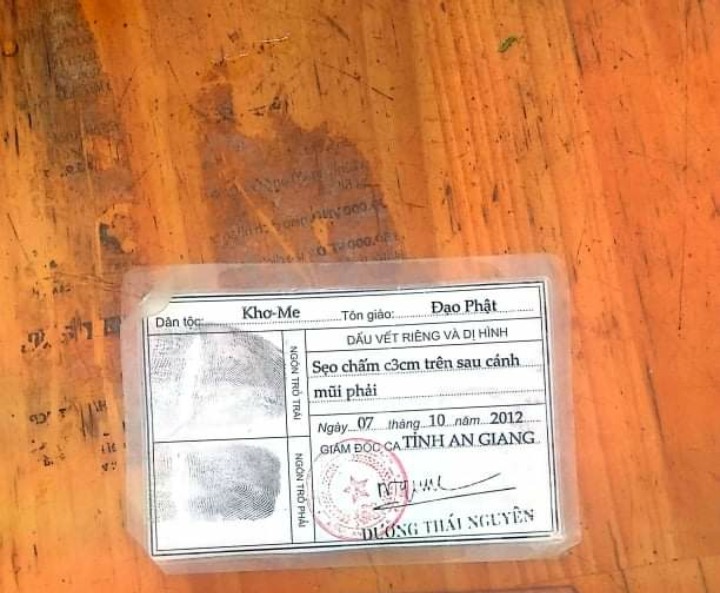 Dân tộc: Khơ-Me Tôn giáo: Đạo Phật
NGÓN TRỎ TRÁI
DẤU VẾT RIÊNG VÀ DỊ HÌNH
Sẹo chấm c3cm trên sau cánh
mũi phải
NGÓN TRỎ PHẢI
Ngày 07 tháng 10 năm 2012
GIÁM ĐỐC CA TỈNH AN GIANG
DƯƠNG THÁI NGUYÊN